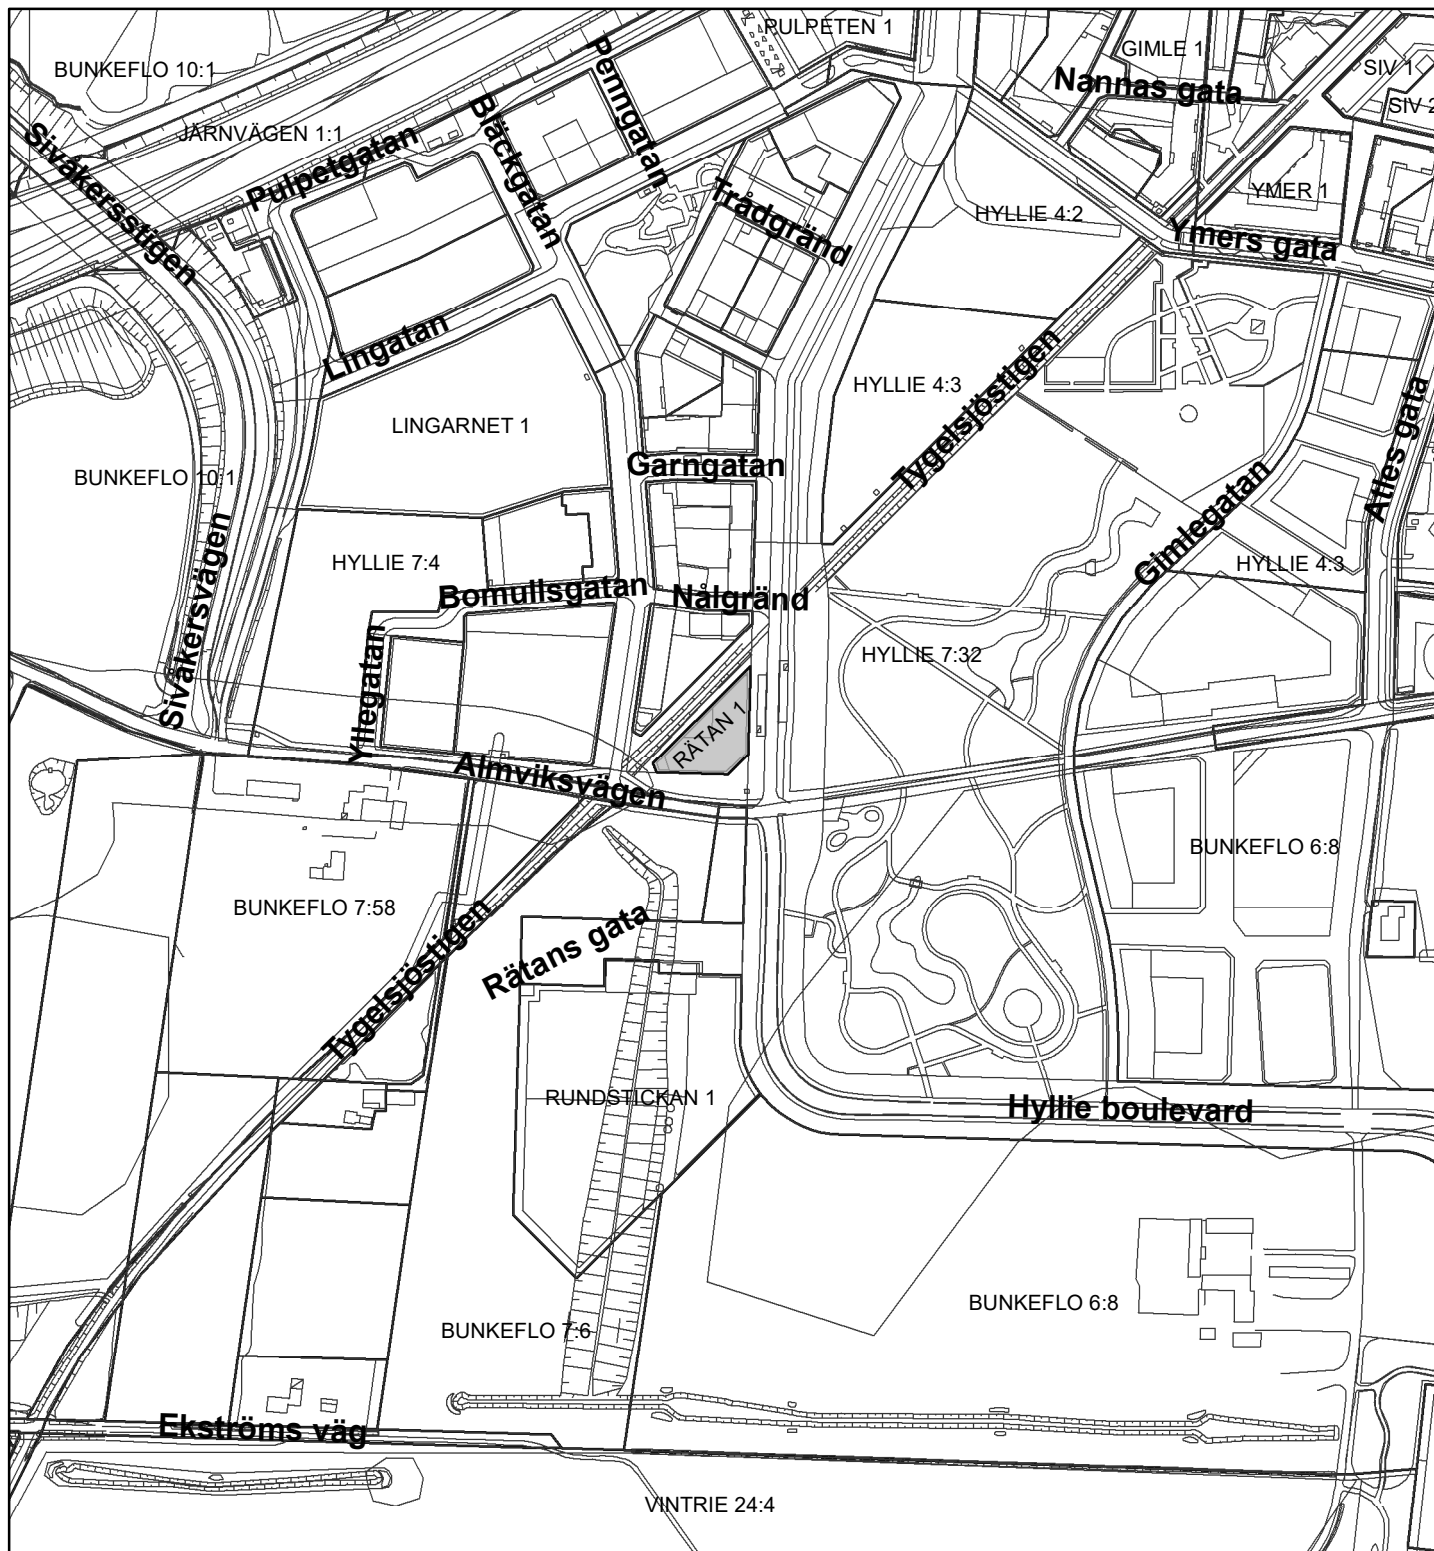 PULPETEN 1
GIMLE 1
SIV 1
BUNKEFLO 10:1
Penngatan
Nannas gata
SIV 2
Bläckgatan
JÄRNVÄGEN 1:1
Sivåkersstigen
Pulpetgatan
Trådgränd
YMER 1
HYLLIE 4:2
Ymers gata
Lingatan
HYLLIE 4:3
Tygelsjöstigen
LINGARNET 1
Atles gata
Garngatan
BUNKEFLO 10:1
Gimlegatan
HYLLIE 7:4
HYLLIE 4:3
Bomullsgatan
Nålgränd
Sivåkersvägen
Yllegatan
HYLLIE 7:32
RÄTAN 1
Almviksvägen
BUNKEFLO 6:8
BUNKEFLO 7:58
Rätans gata
Tygelsjöstigen
RUNDSTICKAN 1
Hyllie boulevard
BUNKEFLO 6:8
BUNKEFLO 7:6
Ekströms väg
VINTRIE 24:4